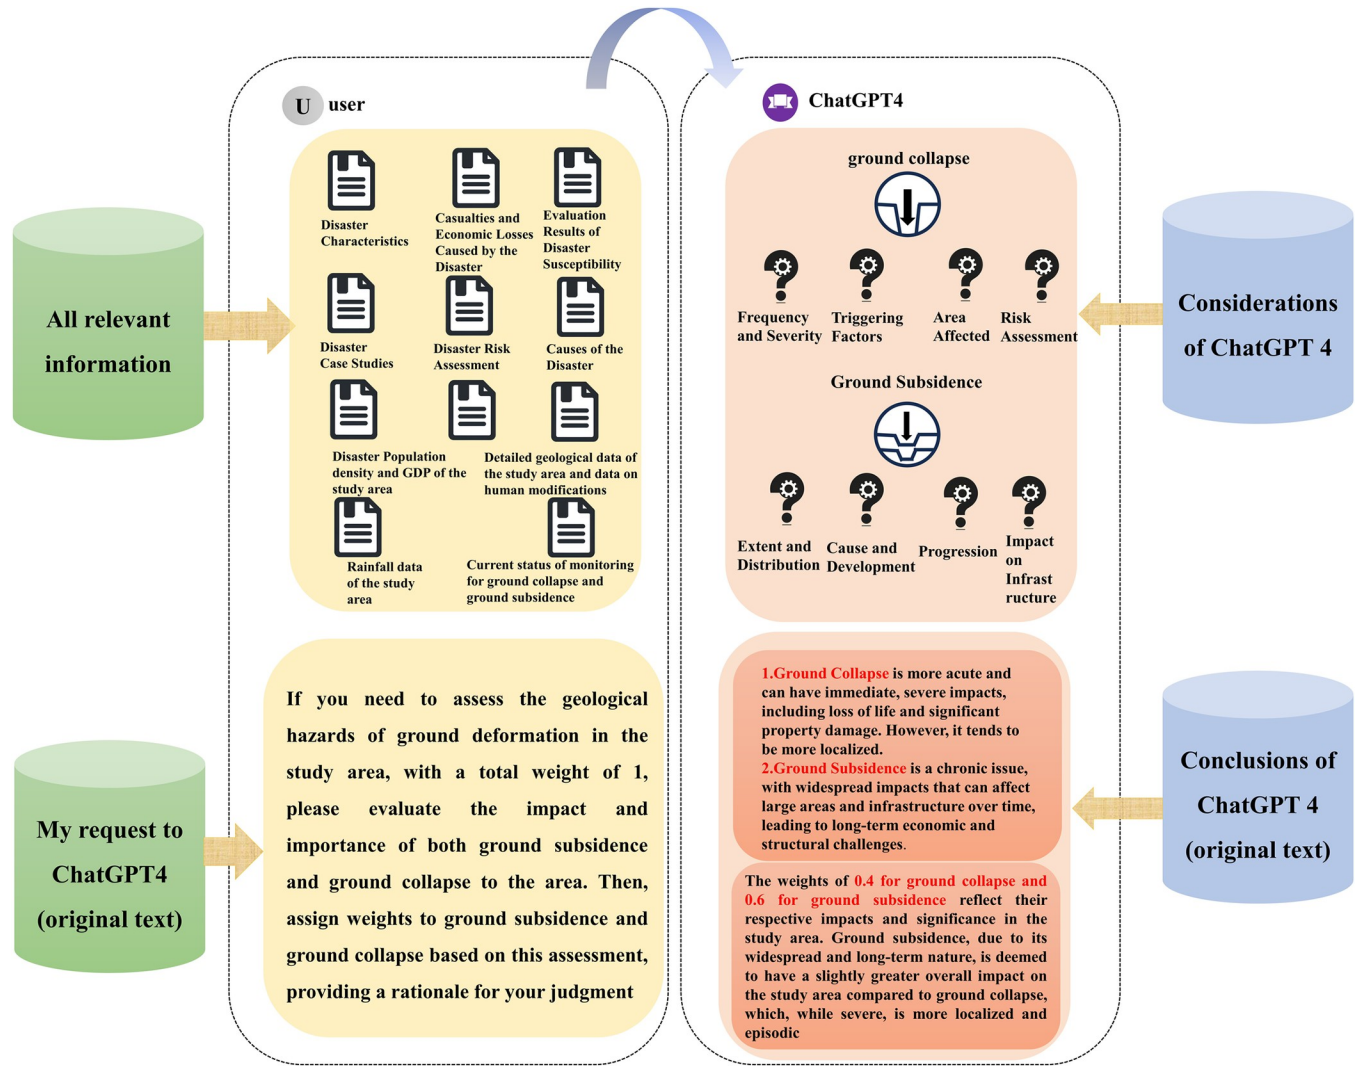 U user
Disaster
Characteristics
Casualties and
Economic Losses
Caused by the
Disaster
Evaluation
Results of
Disaster
Susceptibility
Disaster
Case Studies
Disaster Risk
Assessment
Causes of the
Disaster
Disaster Population
density and GDP of the
study area
Detailed geological data of
the study area and data on
human modifications
Rainfall data
of the study
area
Current status of monitoring
for ground collapse and
ground subsidence
All relevant
information
If you need to assess the geological
hazards of ground deformation in the
study area, with a total weight of 1,
please evaluate the impact and
importance of both ground subsidence
and ground collapse to the area. Then,
assign weights to ground subsidence and
ground collapse based on this assessment,
providing a rationale for your judgment
My request to
ChatGPT4
(original text)
ChatGPT4
ground collapse
Frequency
and Severity
Triggering
Factors
Area
Affected
Risk
Assessment
Ground Subsidence
Extent and
Distribution
Cause and
Development
Progression
Impact
on
Infrast
ructure
Considerations
of ChatGPT 4
1.Ground Collapse is more acute and
can have immediate, severe impacts,
including loss of life and significant
property damage. However, it tends to
be more localized.
2.Ground Subsidence is a chronic issue,
with widespread impacts that can affect
large areas and infrastructure over time,
leading to long-term economic and
structural challenges.
The weights of 0.4 for ground collapse and
0.6 for ground subsidence reflect their
respective impacts and significance in the
study area. Ground subsidence, due to its
widespread and long-term nature, is deemed
to have a slightly greater overall impact on
the study area compared to ground collapse,
which, while severe, is more localized and
episodic
Conclusions of
ChatGPT 4
(original text)